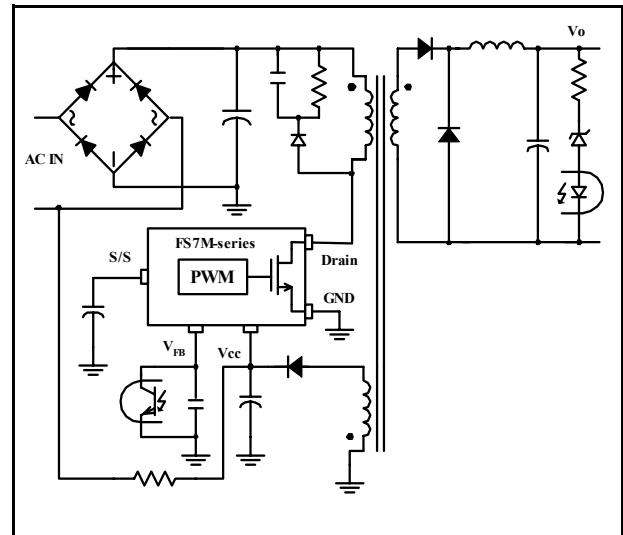 Vo
AC IN
FS7M-series
S/S
PWM
Drain
GND
VFB
Vcc